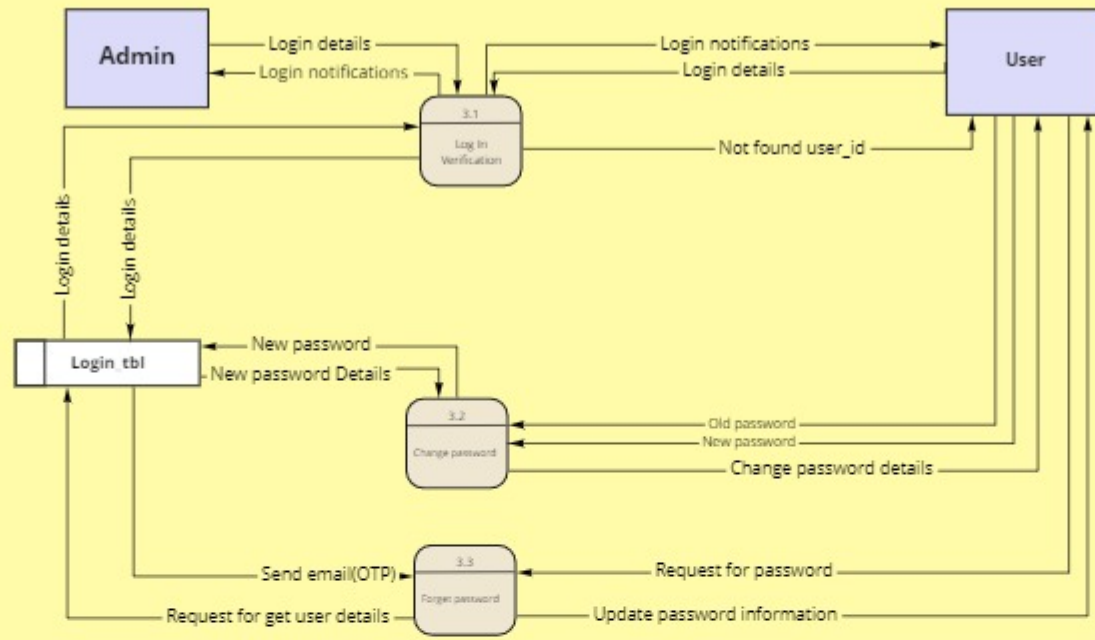 Admin
Login details
Login notifications
Login notifications
Login details
User
3.1
Log In
Verification
Not found user_id
Login details
Login details
Login_tbl
New password
New password Details
3.2
Change password
Old password
New password
Change password details
3.3
Forget password
Send email(OTP)
Request for get user details
Request for password
Update password information